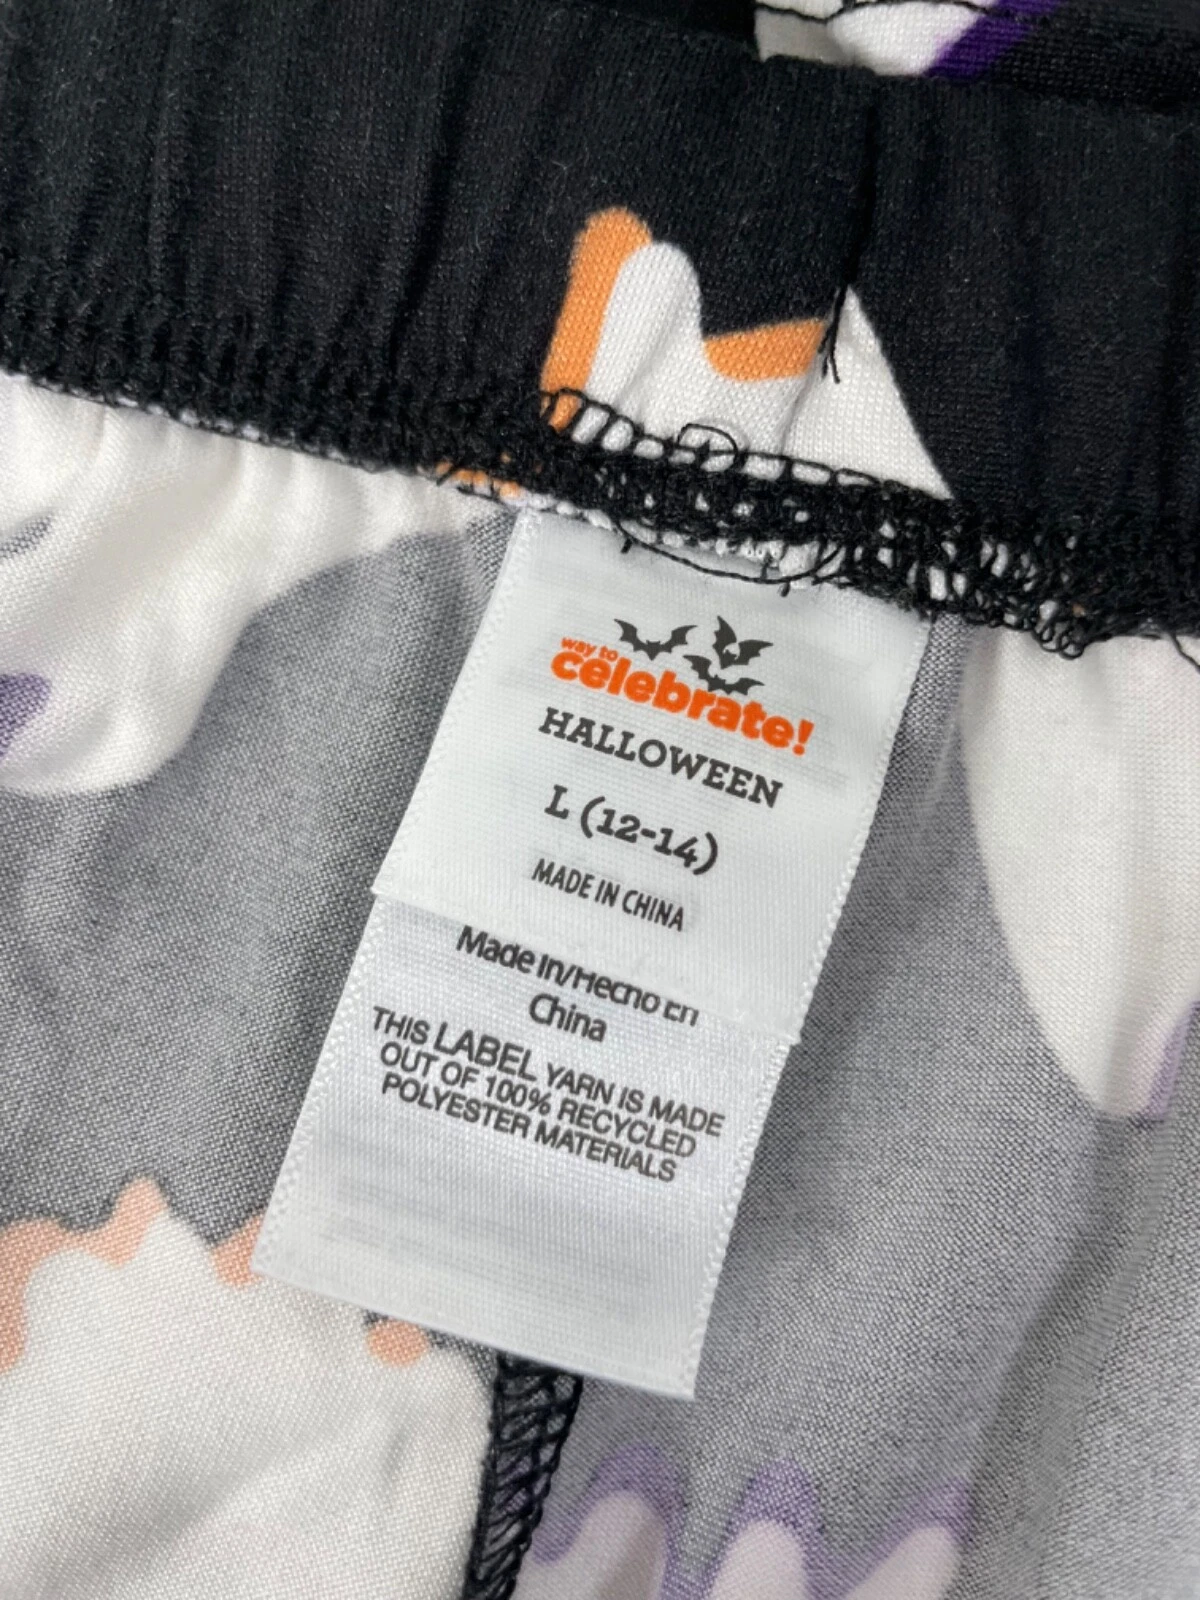 way to
celebrate!
HALLOWEEN
L (12-14)
MADE IN CHINA
Made In/Hecho En
China
THIS LABEL YARN IS MADE
OUT OF 100% RECYCLED
POLYESTER MATERIALS